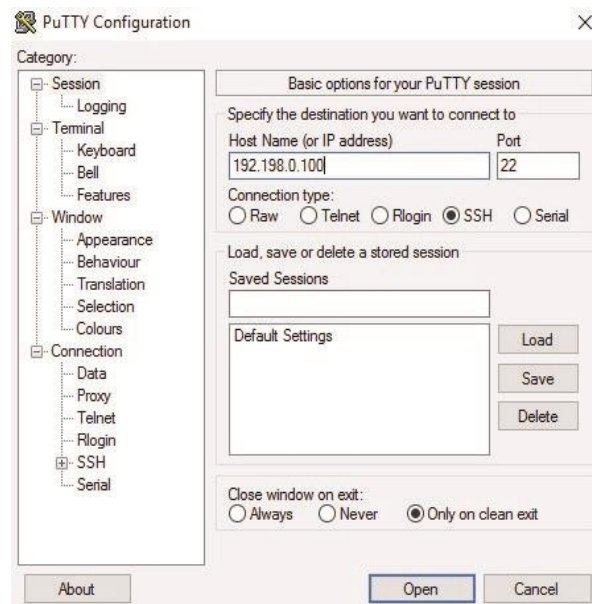 PuTTY Configuration
Category:
Session
Logging
Terminal
Keyboard
Bell
Features
Window
Appearance
Behaviour
Translation
Selection
Colours
Connection
Data
Proxy
Telnet
Rlogin
SSH
Serial
Basic options for your PuTTY session
Specify the destination you want to connect to
Host Name (or IP address) Port
192.198.0.100 22
Connection type:
Raw Telnet Rlogin SSH Serial
Load, save or delete a stored session
Saved Sessions
Default Settings
Load
Save
Delete
Close window on exit:
Always Never Only on clean exit
About Open Cancel